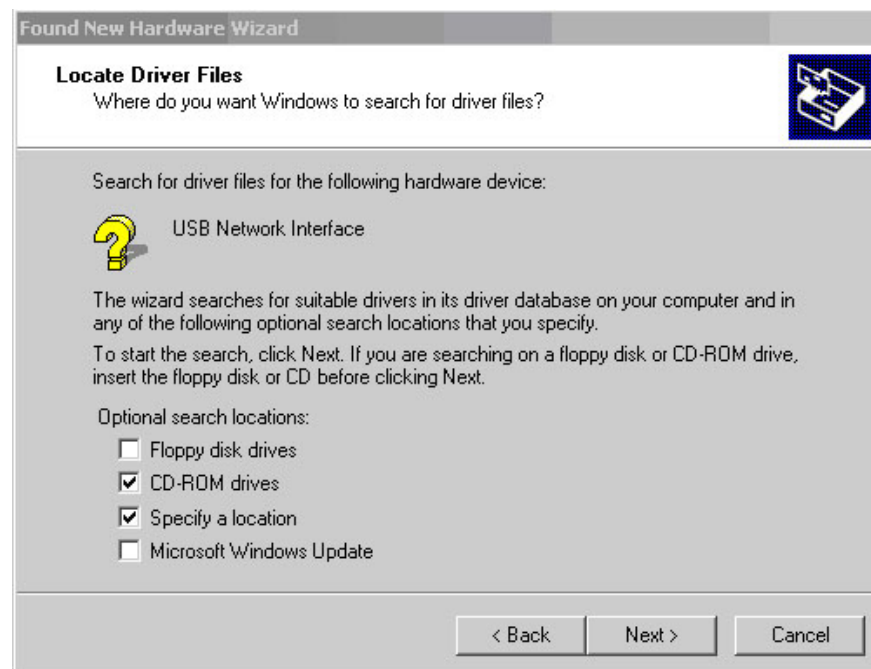 Found New Hardware Wizard
Locate Driver Files
Where do you want Windows to search for driver files?
Search for driver files for the following hardware device:
USB Network Interface
The wizard searches for suitable drivers in its driver database on your computer and in
any of the following optional search locations that you specify.
To start the search, click Next. If you are searching on a floppy disk or CD-ROM drive,
insert the floppy disk or CD before clicking Next.
Optional search locations:
Floppy disk drives
CD-ROM drives
Specify a location
Microsoft Windows Update
< Back Next > Cancel